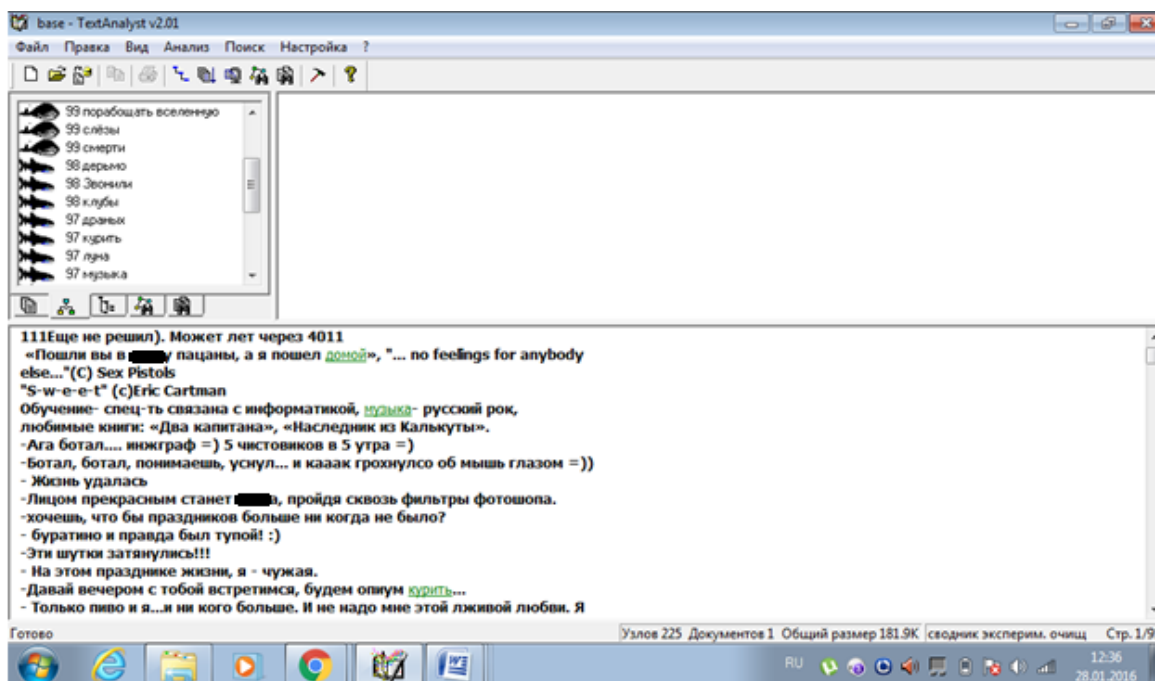 base - TextAnalyst v2.01
Файл Правка Вид Анализ Поиск Настройка ?
99 порабощать вселенную
99 слёзы
99 смерти
98 дерьмо
98 Звонили
98 клубы
97 драных
97 курить
97 луна
97 музыка
111Еще не решил). Может лет через 4011
«Пошли вы в у пацаны, а я пошел домой», "... no feelings for anybody
else..."(C) Sex Pistols
"S-w-e-e-t" (c)Eric Cartman
Обучение- спец-ть связана с информатикой, музыка- русский рок,
любимые книги: «Два капитана», «Наследник из Калькуты».
-Ага ботал.... инжграф =) 5 чистовиков в 5 утра =)
-Ботал, ботал, понимаешь, уснул... и кааак грохнулсо об мышь глазом =))
- Жизнь удалась
-Лицом прекрасным станет а, пройдя сквозь фильтры фотошопа.
-хочешь, что бы праздников больше ни когда не было?
- буратино и правда был тупой! :)
-Эти шутки затянулись!!!
- На этом празднике жизни, я - чужая.
-Давай вечером с тобой встретимся, будем опиум курить...
- Только пиво и я...и ни кого больше. И не надо мне этой лживой любви. Я
Готово
Узлов 225 Документов 1 Общий размер 181.9K сводник эксперим. очищ Стр. 1/9
RU
12:36
28.01.2016